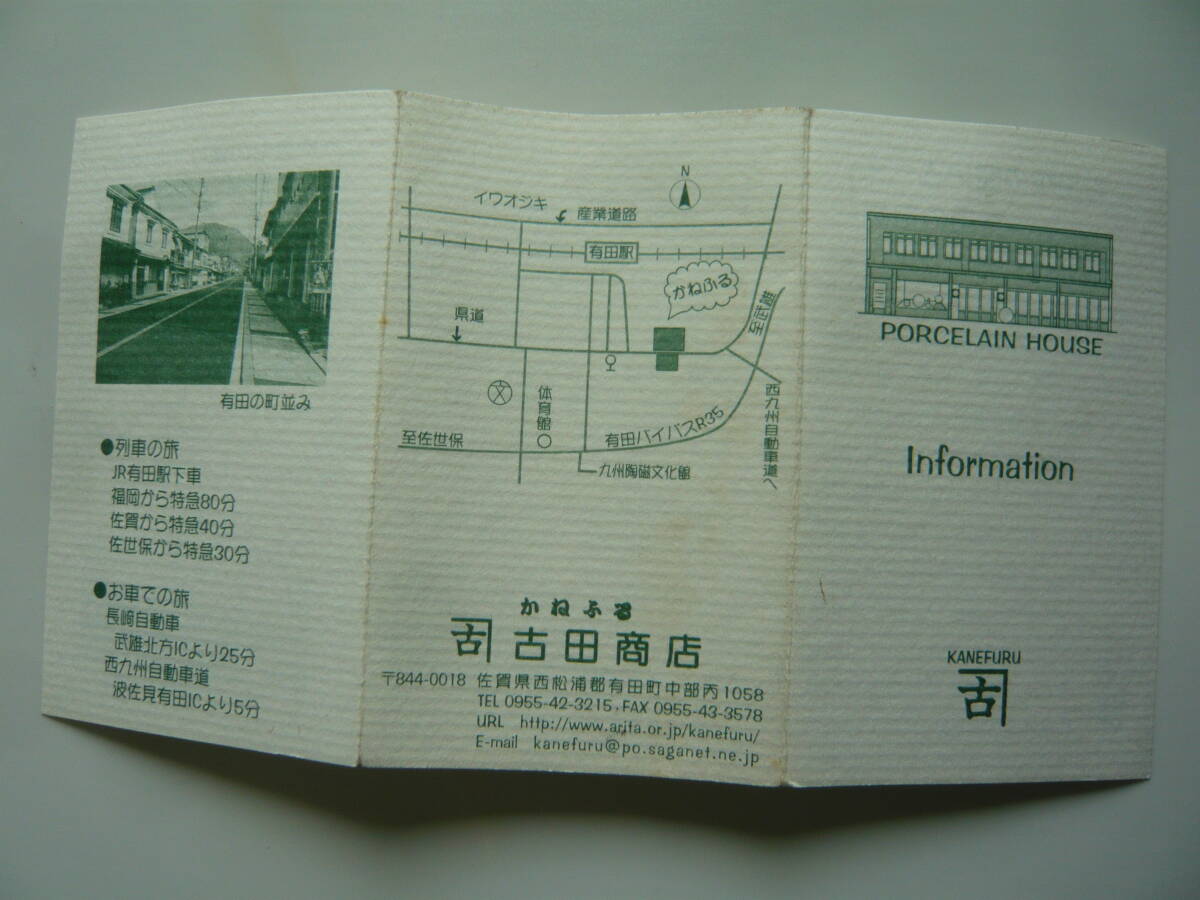 有田の町並み
●列車の旅
JR有田駅下車
福岡から特急80分
佐賀から特急40分
佐世保から特急30分
●お車での旅
長崎自動車
武雄北方ICより25分
西九州自動車道
波佐見有田ICより5分
N
イワオジキ
産業道路
有田駅
かねふる
県道
至武雄
文
体育館
西九州自動車道へ
至佐世保
有田バイパスR35
九州陶磁文化館
かねふる
古田商店
〒844-0018 佐賀県西松浦郡有田町中部丙1058
TEL 0955-42-3215,FAX 0955-43-3578
URL http://www.arita.or.jp/kanefuru/
E-mail kanefuru@po.saganet.ne.jp
PORCELAIN HOUSE
Information
KANEFURU
古